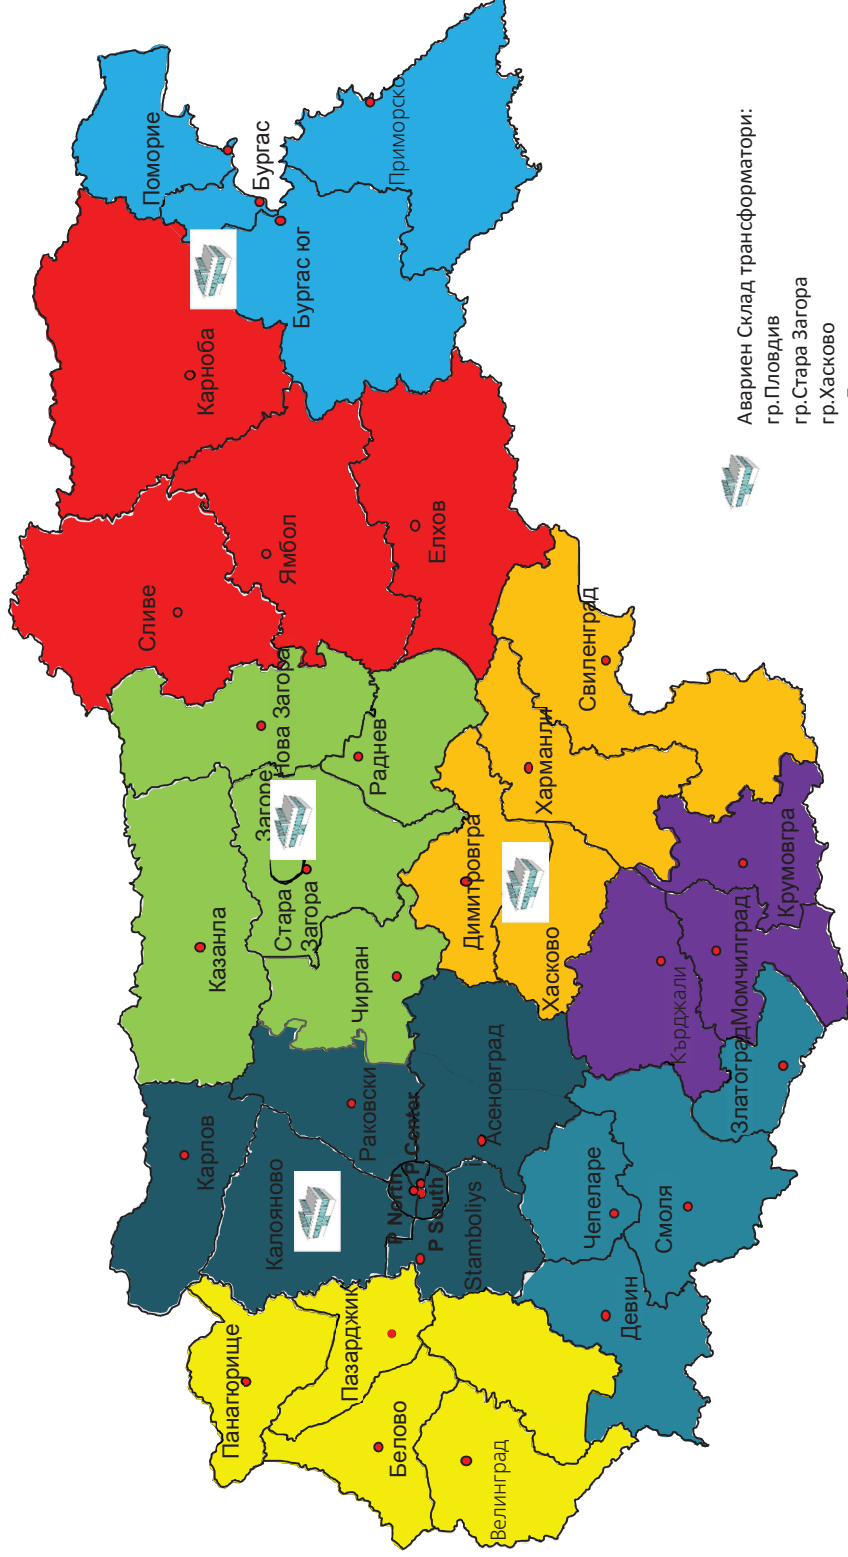 Поморие
Бургас
Приморско
Бургас юг
Карноба
Сливе
Ямбол
Елхов
Нова Загора
Загоре
Раднев
Казанла
Стара
Загора
Чирпан
Свиленград
Харманли
Димитровгра
Хасково
Крумовгра
Момчилград
Кърджали
Златоград
Карлов
Раковски
Калояново
P North
P Center
P South
Асеновград
Stamboliys i
Чепеларе
Смоля
Девин
Панагюрище
Пазарджик
Белово
Велинград
Авариен Склад трансформатори:
гр.Пловдив
гр.Стара Загора
гр.Хасково